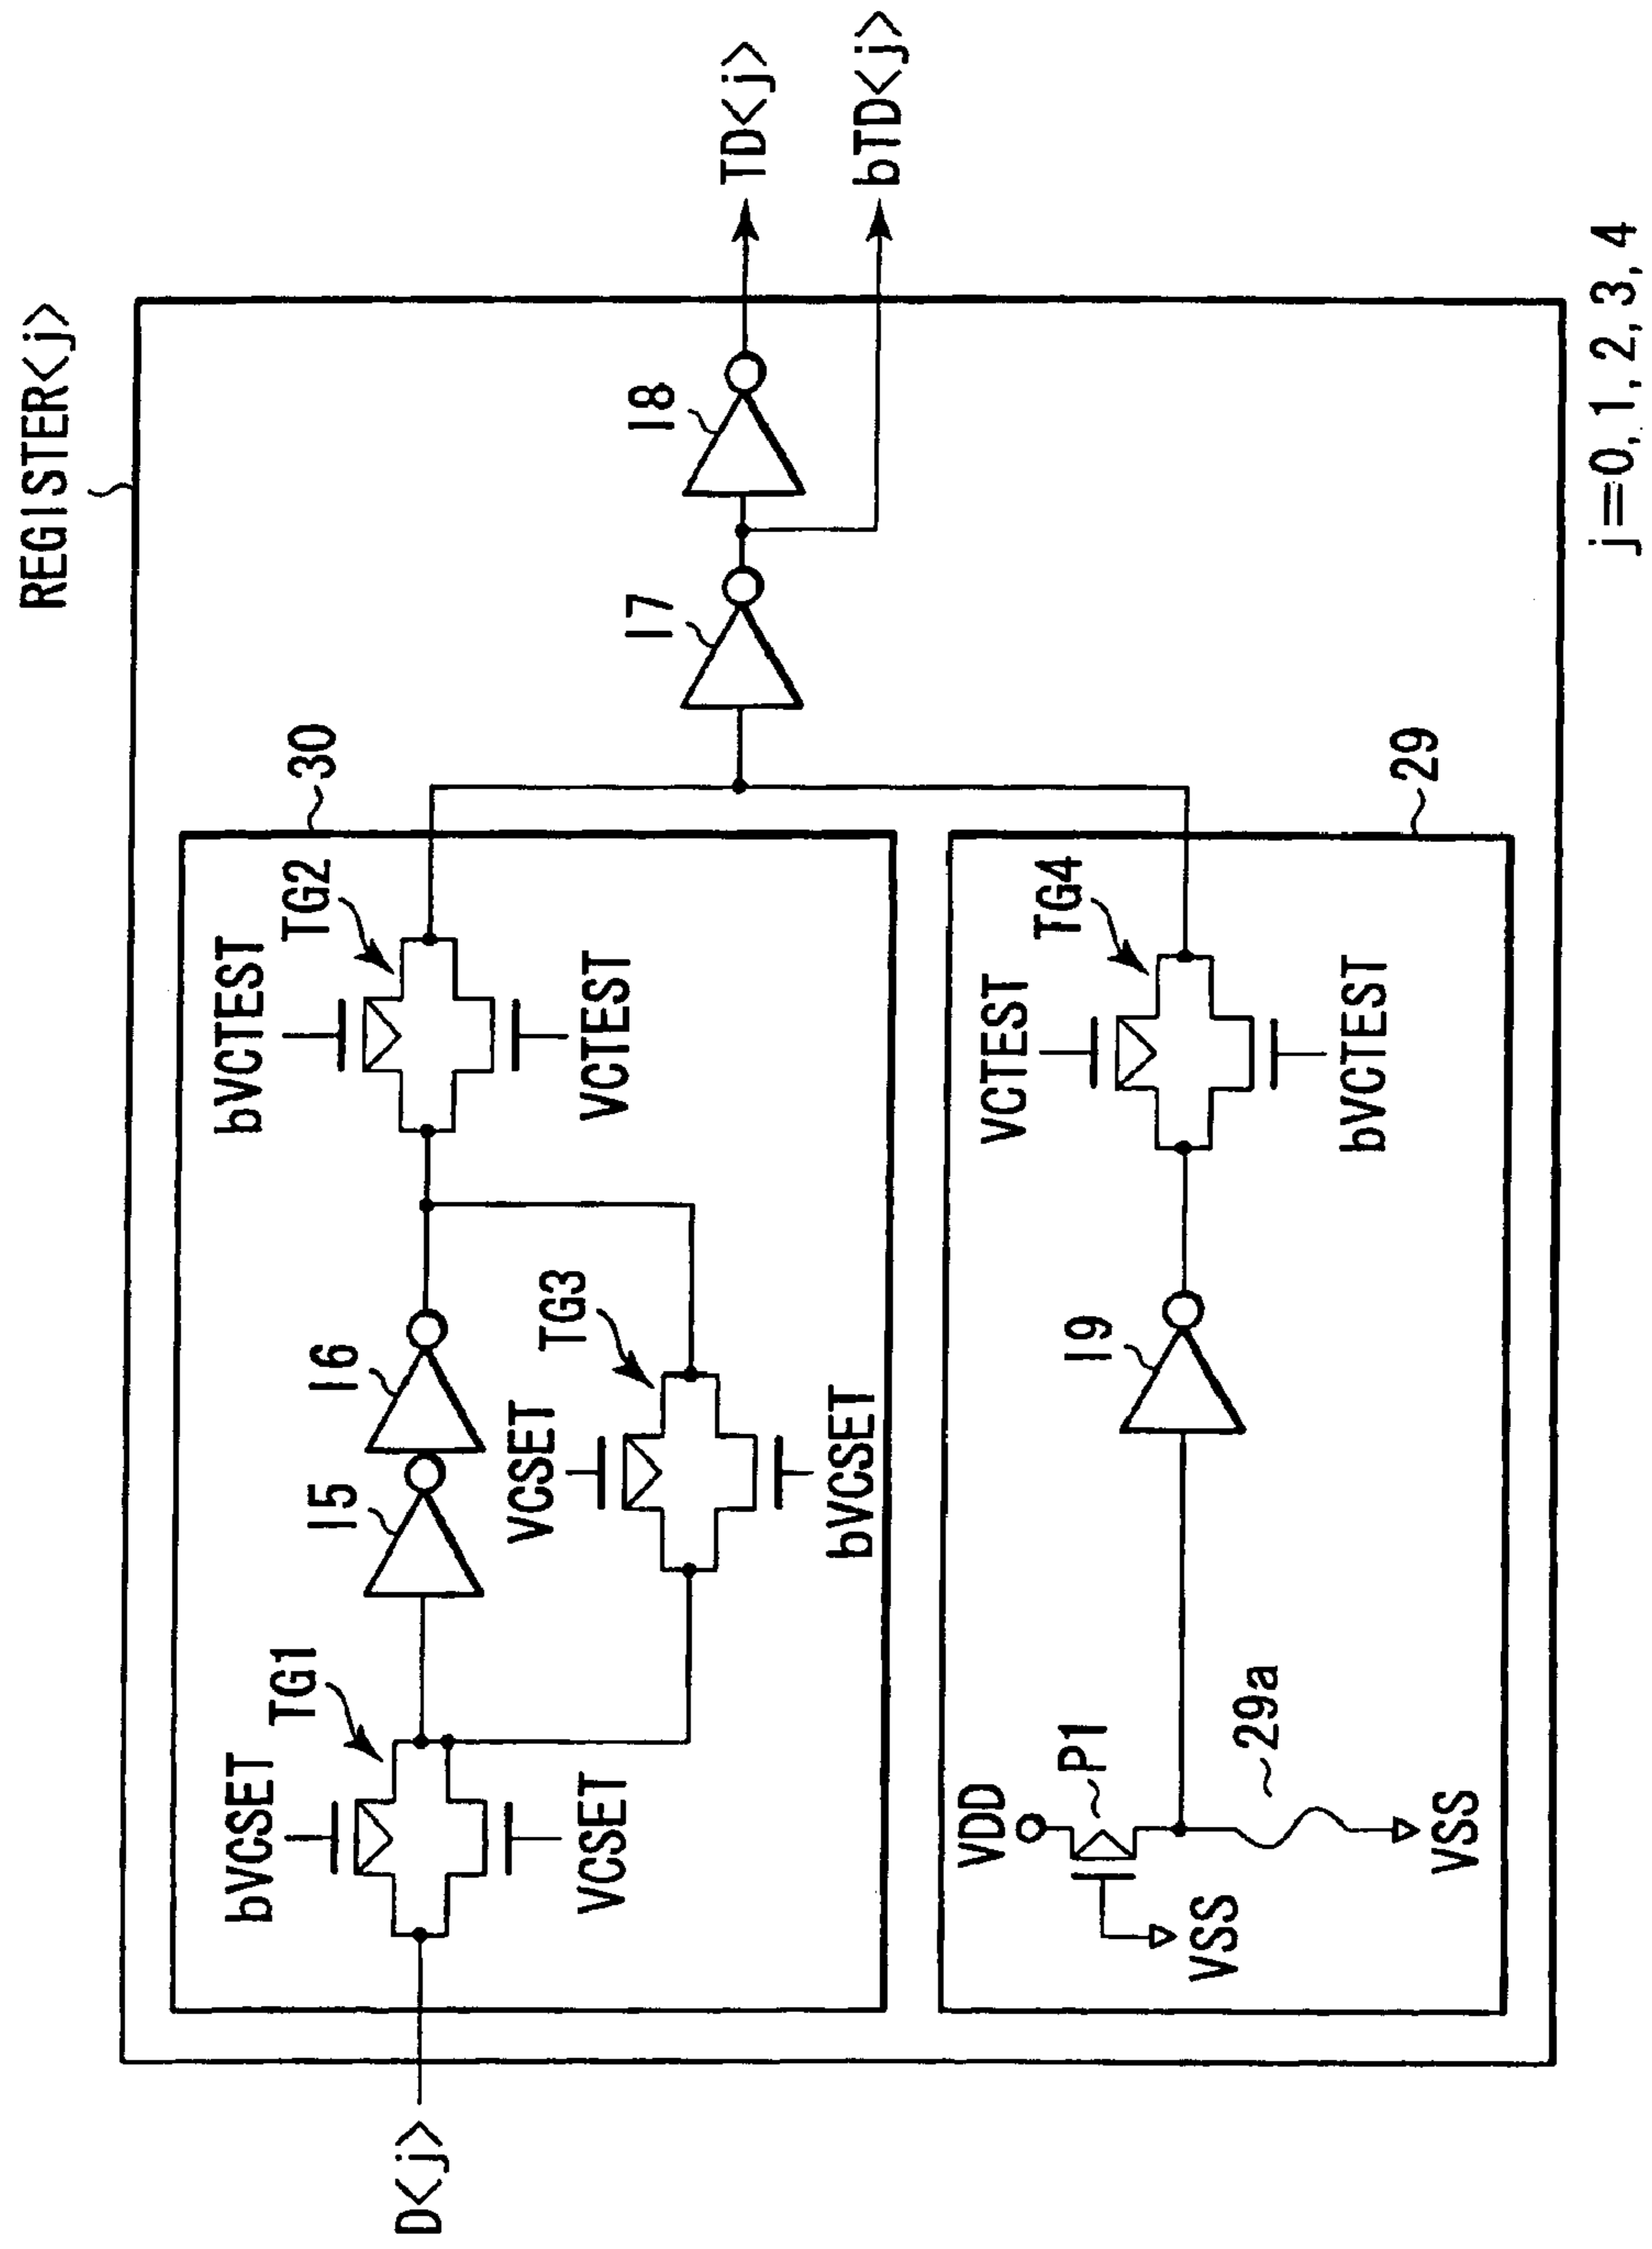 REGISTER<j>
30
bVCSET
TG1
I5
I6
bVCTEST
TG2
D<j>
VCSET
VCSET
TG3
VCTEST
bVCSET
I7
I8
TD<j>
bTD<j>
29
VDD
P1
I9
VCTEST
TG4
VSS
29a
bVCTEST
VSS
j=0, 1, 2, 3, 4